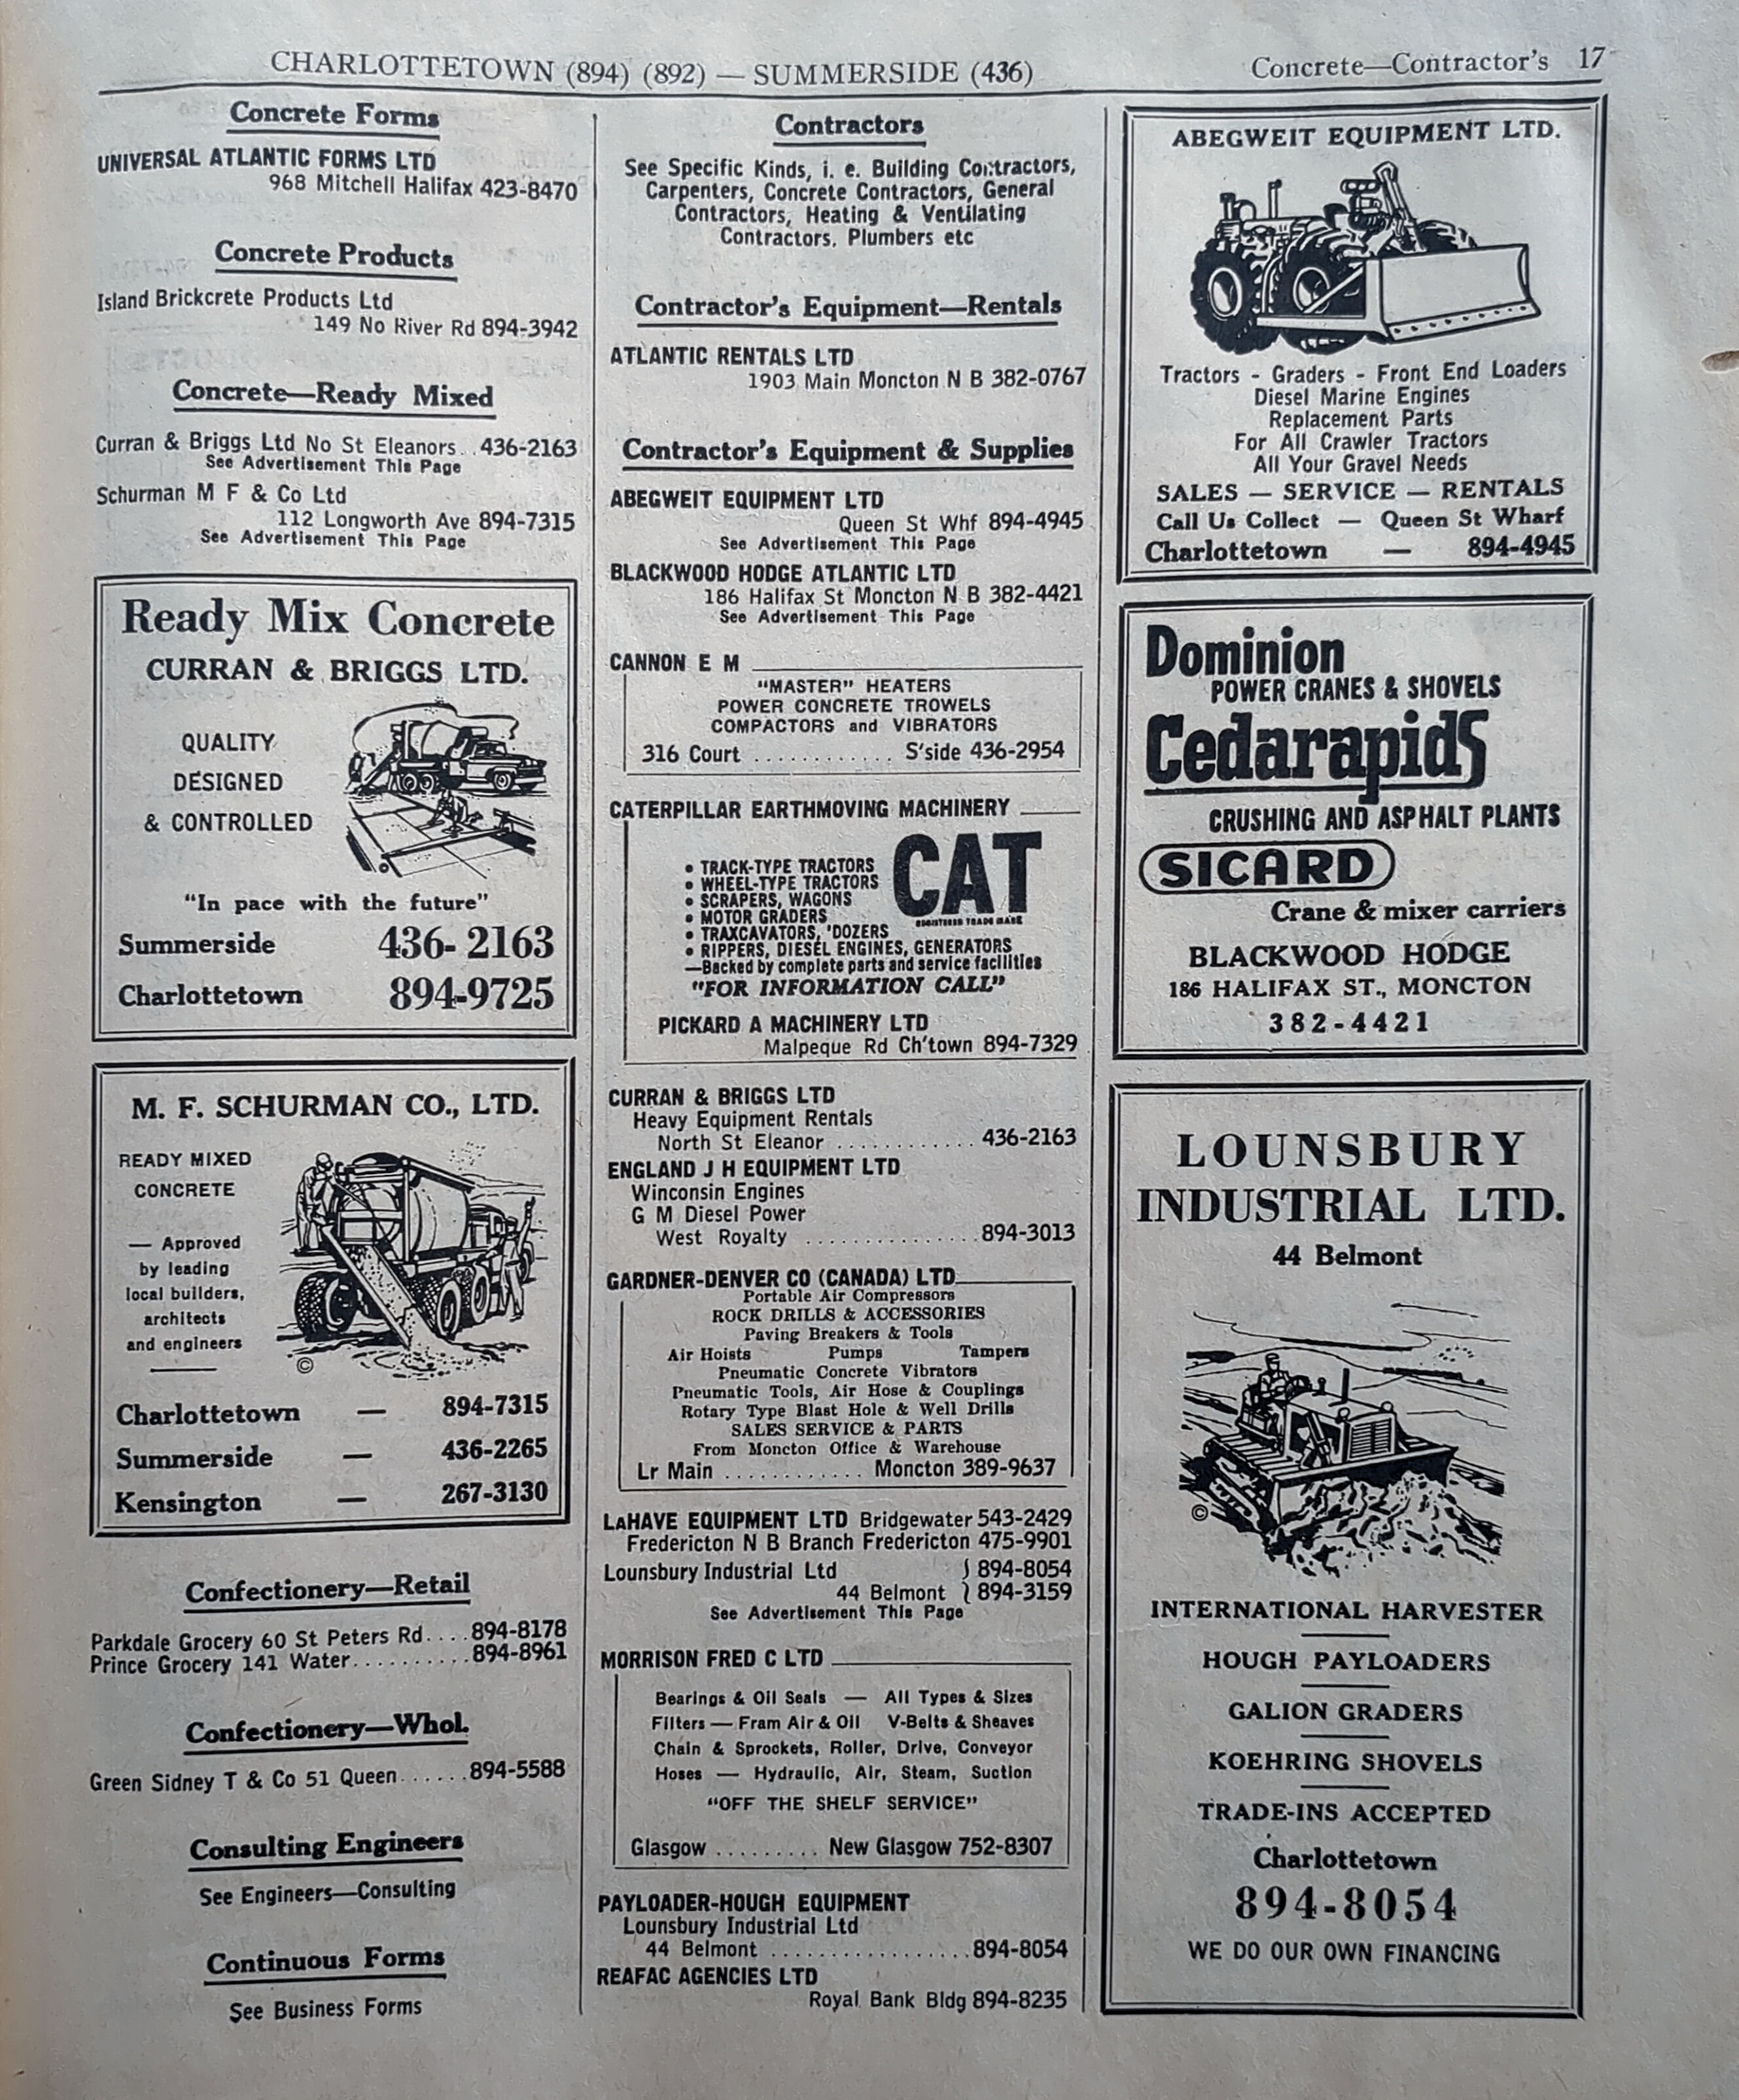 CHARLOTTETOWN (894) (892) — SUMMERSIDE (436)
Concrete—Contractor's 17
Concrete Forms
UNIVERSAL ATLANTIC FORMS LTD
968 Mitchell Halifax 423-8470
Concrete Products
Island Brickcrete Products Ltd
149 No River Rd 894-3942
Concrete—Ready Mixed
Curran & Briggs Ltd No St Eleanors.. 436-2163
See Advertisement This Page
Schurman M F & Co Ltd
112 Longworth Ave 894-7315
See Advertisement This Page
Ready Mix Concrete
CURRAN & BRIGGS LTD.
QUALITY
DESIGNED
& CONTROLLED
"In pace with the future"
Summerside 436- 2163
Charlottetown 894-9725
M. F. SCHURMAN CO., LTD.
READY MIXED
CONCRETE
— Approved
by leading
local builders,
architects
and engineers
©
Charlottetown — 894-7315
Summerside — 436-2265
Kensington — 267-3130
Confectionery—Retail
Parkdale Grocery 60 St Peters Rd....894-8178
Prince Grocery 141 Water..........894-8961
Confectionery—Whol.
Green Sidney T & Co 51 Queen......894-5588
Consulting Engineers
See Engineers—Consulting
Continuous Forms
See Business Forms
Contractors
See Specific Kinds, i. e. Building Contractors,
Carpenters, Concrete Contractors, General
Contractors, Heating & Ventilating
Contractors, Plumbers etc
Contractor's Equipment—Rentals
ATLANTIC RENTALS LTD
1903 Main Moncton N B 382-0767
Contractor's Equipment & Supplies
ABEGWEIT EQUIPMENT LTD
Queen St Whf 894-4945
See Advertisement This Page
BLACKWOOD HODGE ATLANTIC LTD
186 Halifax St Moncton N B 382-4421
See Advertisement This Page
CANNON E M
"MASTER" HEATERS
POWER CONCRETE TROWELS
COMPACTORS and VIBRATORS
316 Court ............ S'side 436-2954
CATERPILLAR EARTHMOVING MACHINERY
CAT
REGISTERED TRADE MARK
• TRACK-TYPE TRACTORS
• WHEEL-TYPE TRACTORS
• SCRAPERS, WAGONS
• MOTOR GRADERS
• TRAXCAVATORS, 'DOZERS
• RIPPERS, DIESEL ENGINES, GENERATORS
—Backed by complete parts and service facilities
"FOR INFORMATION CALL"
PICKARD A MACHINERY LTD
Malpeque Rd Ch'town 894-7329
CURRAN & BRIGGS LTD
Heavy Equipment Rentals
North St Eleanor ............ 436-2163
ENGLAND J H EQUIPMENT LTD
Winconsin Engines
G M Diesel Power
West Royalty ...............894-3013
GARDNER-DENVER CO (CANADA) LTD
Portable Air Compressors
ROCK DRILLS & ACCESSORIES
Paving Breakers & Tools
Air Hoists Pumps Tampers
Pneumatic Concrete Vibrators
Pneumatic Tools, Air Hose & Couplings
Rotary Type Blast Hole & Well Drills
SALES SERVICE & PARTS
From Moncton Office & Warehouse
Lr Main ............ Moncton 389-9637
LAHAVE EQUIPMENT LTD Bridgewater 543-2429
Fredericton N B Branch Fredericton 475-9901
Lounsbury Industrial Ltd 894-8054
44 Belmont 894-3159
See Advertisement This Page
MORRISON FRED C LTD
Bearings & Oil Seals — All Types & Sizes
Filters — Fram Air & Oil V-Belts & Sheaves
Chain & Sprockets, Roller, Drive, Conveyor
Hoses — Hydraulic, Air, Steam, Suction
"OFF THE SHELF SERVICE"
Glasgow ......... New Glasgow 752-8307
PAYLOADER-HOUGH EQUIPMENT
Lounsbury Industrial Ltd
44 Belmont ..................894-8054
REAFAC AGENCIES LTD
Royal Bank Bldg 894-8235
ABEGWEIT EQUIPMENT LTD.
Tractors - Graders - Front End Loaders
Diesel Marine Engines
Replacement Parts
For All Crawler Tractors
All Your Gravel Needs
SALES — SERVICE — RENTALS
Call Us Collect — Queen St Wharf
Charlottetown — 894-4945
Dominion
POWER CRANES & SHOVELS
Cedarapids
CRUSHING AND ASPHALT PLANTS
SICARD
Crane & mixer carriers
BLACKWOOD HODGE
186 HALIFAX ST., MONCTON
382-4421
LOUNSBURY
INDUSTRIAL LTD.
44 Belmont
©
INTERNATIONAL HARVESTER
HOUGH PAYLOADERS
GALION GRADERS
KOEHRING SHOVELS
TRADE-INS ACCEPTED
Charlottetown
894-8054
WE DO OUR OWN FINANCING